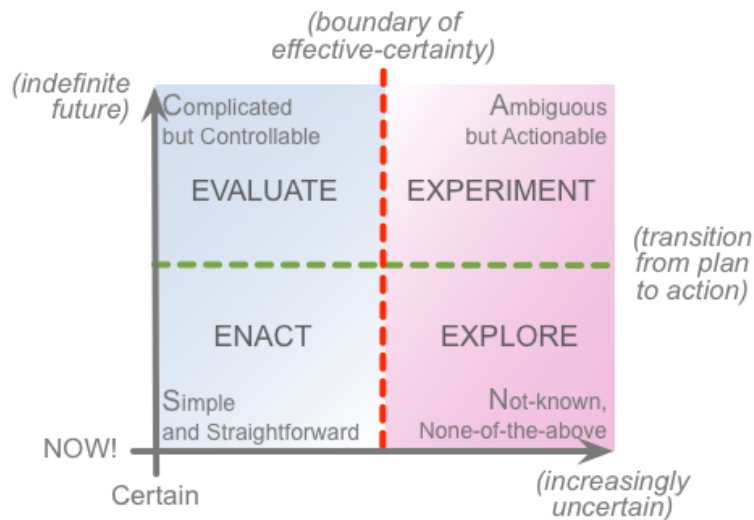 (boundary of
effective-certainty)
(indefinite
future)
Complicated
but Controllable
Ambiguous
but Actionable
EVALUATE
EXPERIMENT
(transition
from plan
to action)
ENACT
EXPLORE
Simple
and Straightforward
Not-known,
None-of-the-above
NOW!
Certain
(increasingly
uncertain)